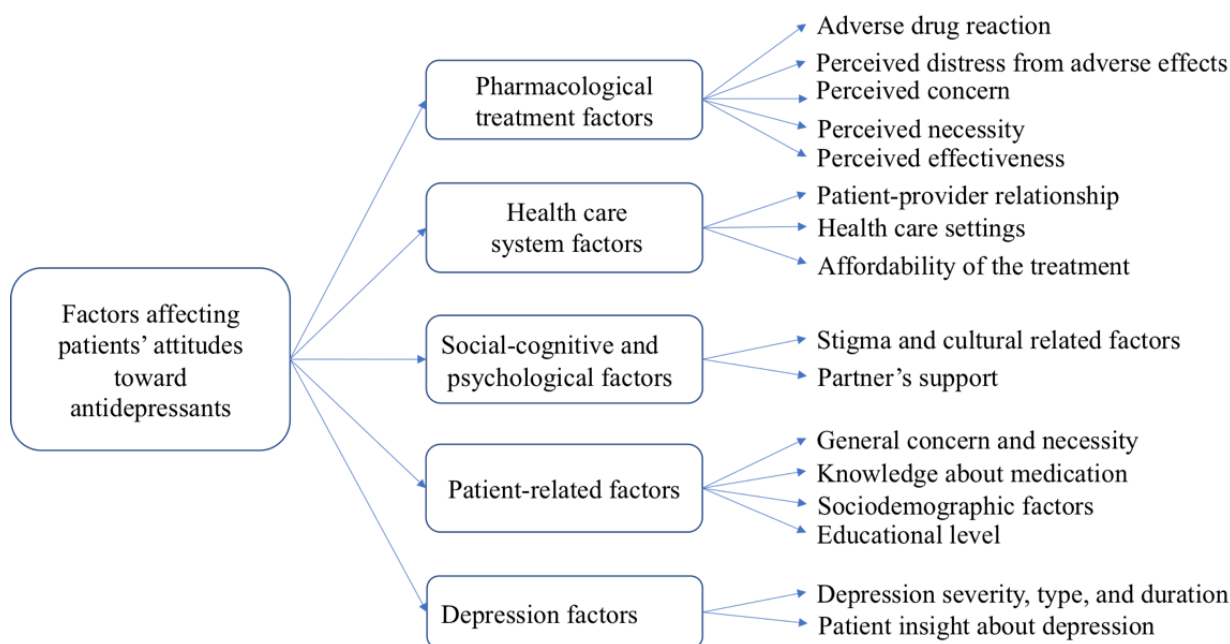 Factors affecting
patients’ attitudes
toward
antidepressants
Pharmacological
treatment factors
Adverse drug reaction
Perceived distress from adverse effects
Perceived concern
Perceived necessity
Perceived effectiveness
Health care
system factors
Patient-provider relationship
Health care settings
Affordability of the treatment
Social-cognitive and
psychological factors
Stigma and cultural related factors
Partner’s support
Patient-related factors
General concern and necessity
Knowledge about medication
Sociodemographic factors
Educational level
Depression factors
Depression severity, type, and duration
Patient insight about depression